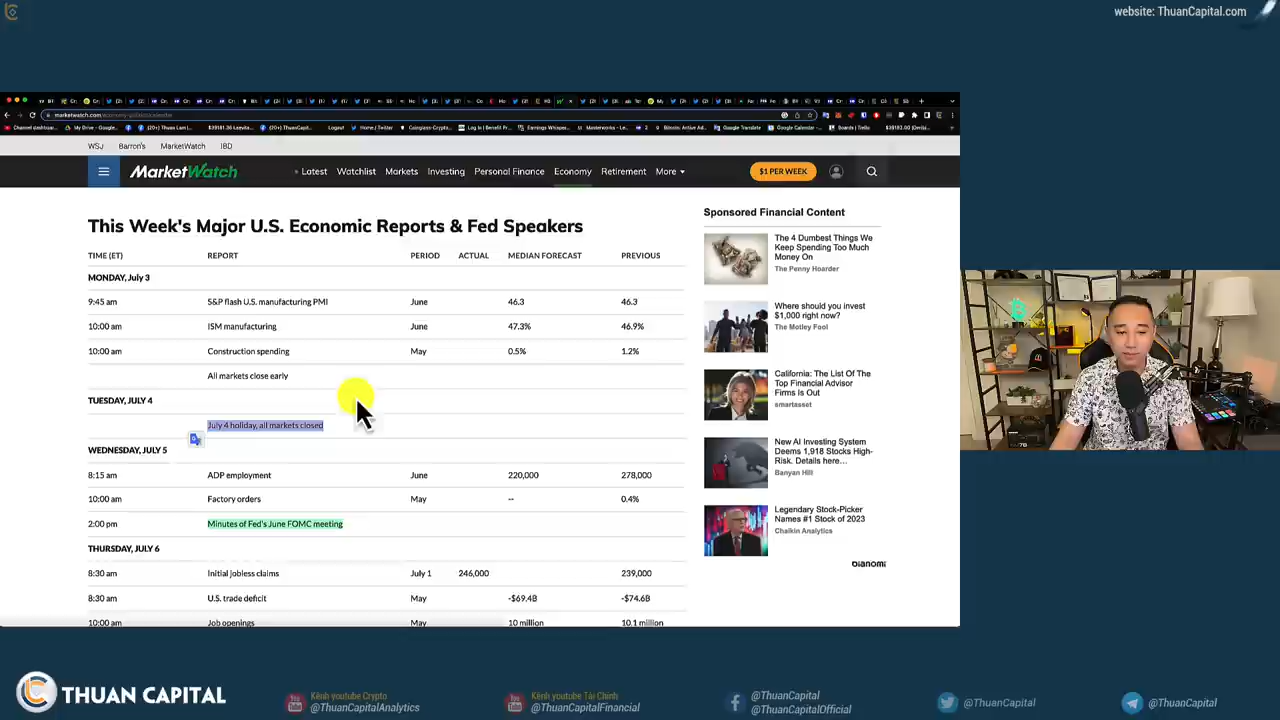 website: ThuanCapital.com
WSJ Barron's MarketWatch IBD
MarketWatch Latest Watchlist Markets Investing Personal Finance Economy Retirement More $1 PER WEEK
This Week's Major U.S. Economic Reports & Fed Speakers
TIME (ET) REPORT PERIOD ACTUAL MEDIAN FORECAST PREVIOUS
MONDAY, July 3
9:45 am S&P flash U.S. manufacturing PMI June 46.3 46.3
10:00 am ISM manufacturing June 47.3% 46.9%
10:00 am Construction spending May 0.5% 1.2%
All markets close early
TUESDAY, JULY 4
July 4 holiday, all markets closed
WEDNESDAY, JULY 5
8:15 am ADP employment June 220,000 278,000
10:00 am Factory orders May -- 0.4%
2:00 pm Minutes of Fed's June FOMC meeting
THURSDAY, JULY 6
8:30 am Initial jobless claims July 1 246,000 239,000
8:30 am U.S. trade deficit May -$69.4B -$74.6B
10:00 am Job openings May 10 million 10.1 million
Sponsored Financial Content
The 4 Dumbest Things We
Keep Spending Too Much
Money On
The Penny Hoarder
Where should you invest
$1,000 right now?
The Motley Fool
California: The List Of The
Top Financial Advisor
Firms Is Out
smartasset
New AI Investing System
Deems 1,918 Stocks High-
Risk. Details here...
Banyan Hill
Legendary Stock-Picker
Names #1 Stock of 2023
Chaikin Analytics
bianomi
THUAN CAPITAL
Kênh youtube Crypto
@ThuanCapitalAnalytics
Kênh youtube Tài Chính
@ThuanCapitalFinancial
@ThuanCapital
@ThuanCapitalOfficial
@ThuanCapital
@ThuanCapital